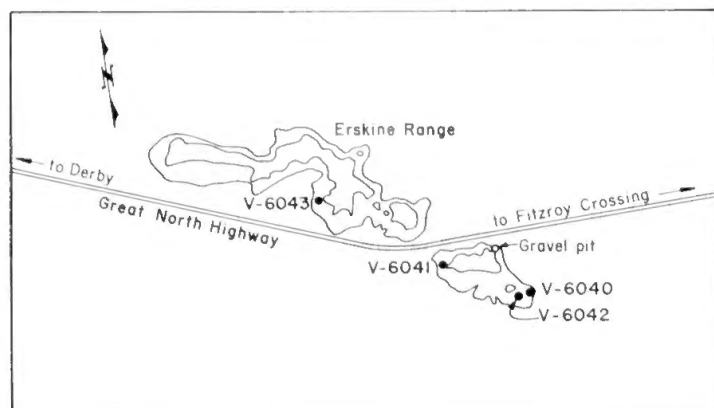 N
Erskine Range
to Derby
V-6043
Great North Highway
to Fitzroy Crossing
Gravel pit
V-6041
V-6040
V-6042